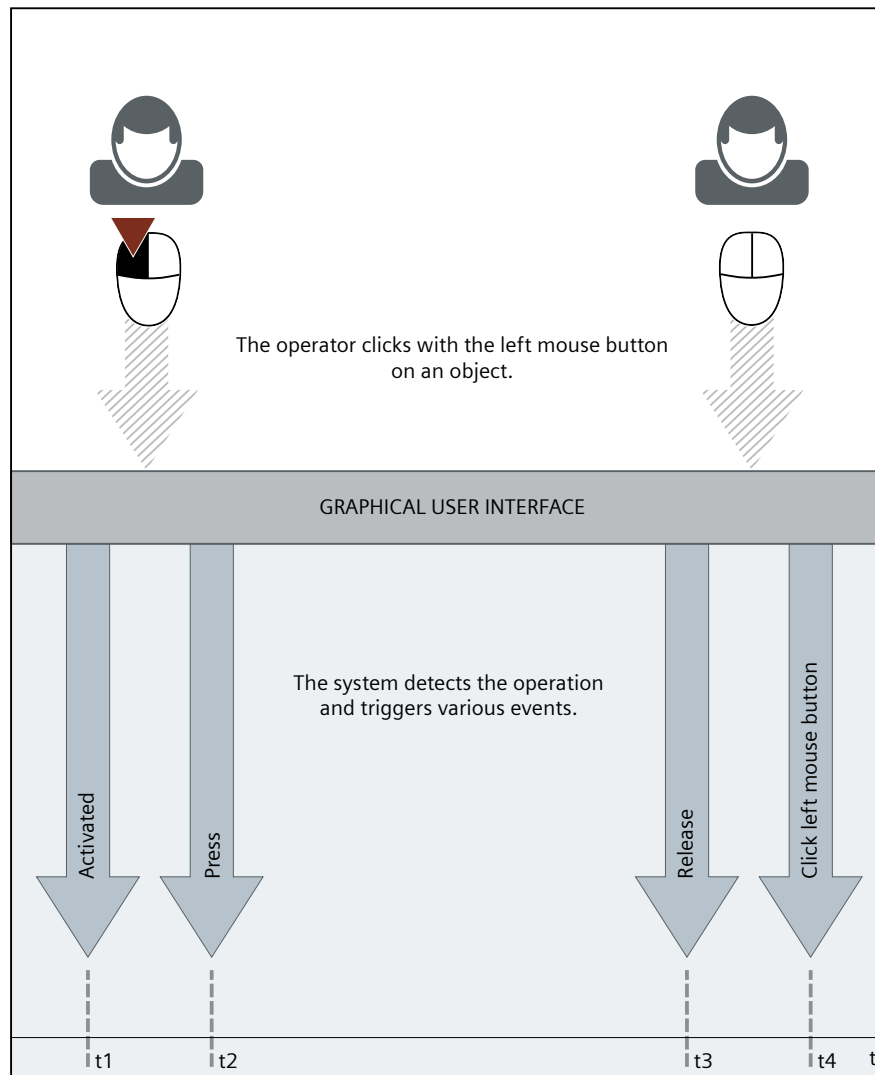 The operator clicks with the left mouse button
on an object.
GRAPHICAL USER INTERFACE
The system detects the operation
and triggers various events.
Activated
Press
Release
Click left mouse button
t1
t2
t3
t4
t